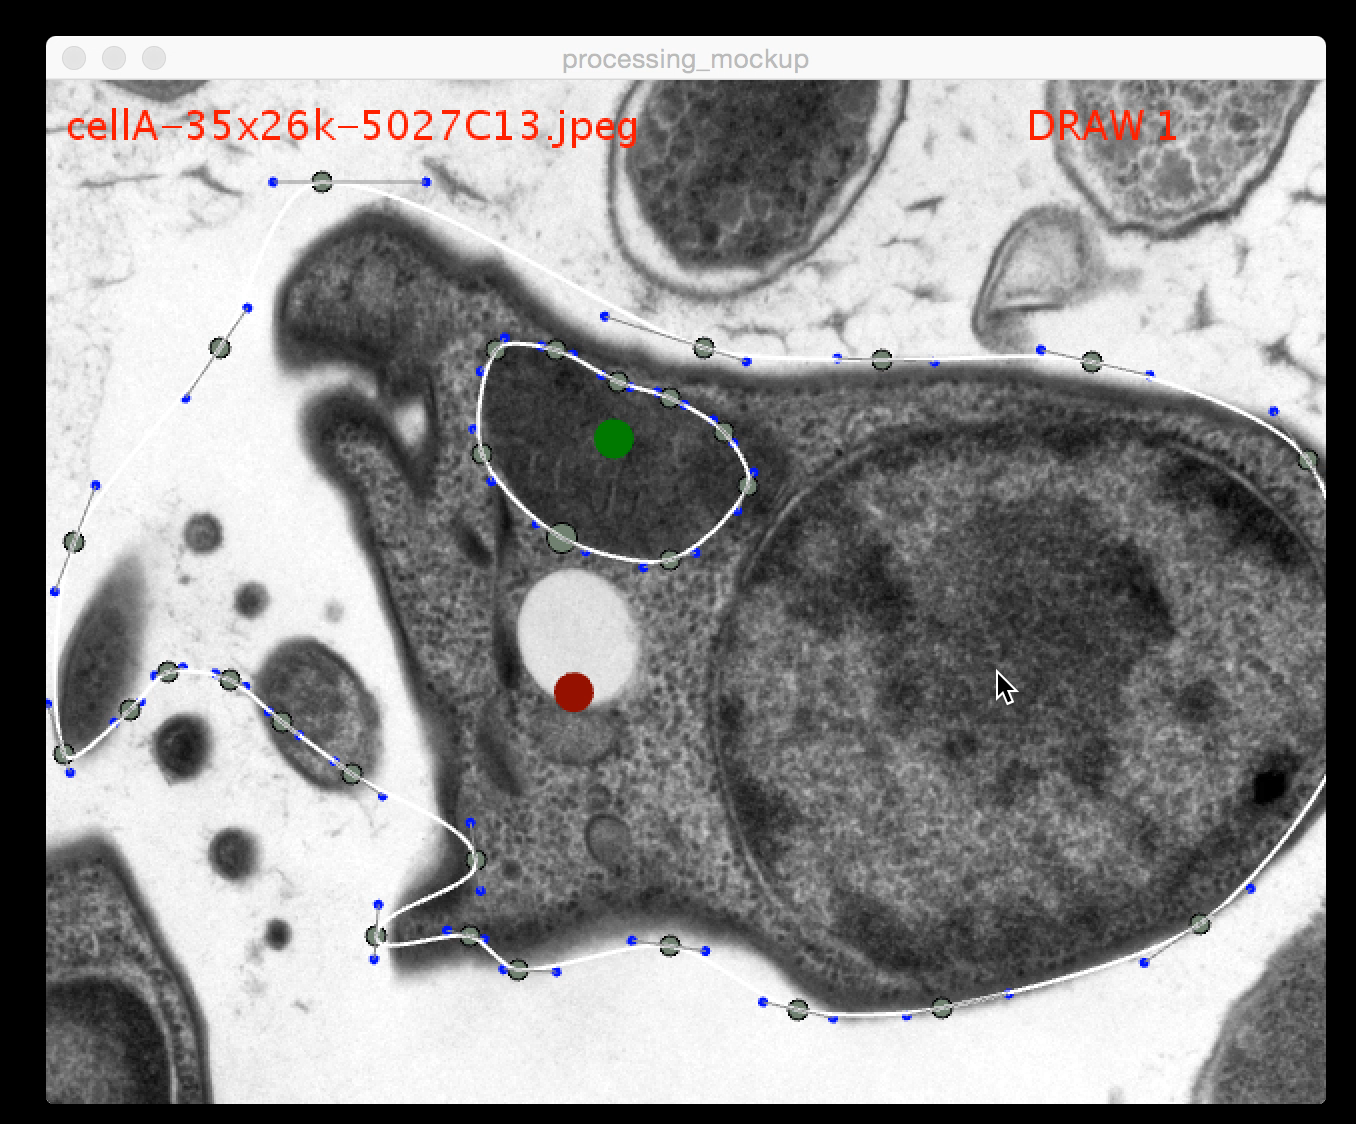 processing_mockup
cellA-35x26k-5027C13.jpeg DRAW 1